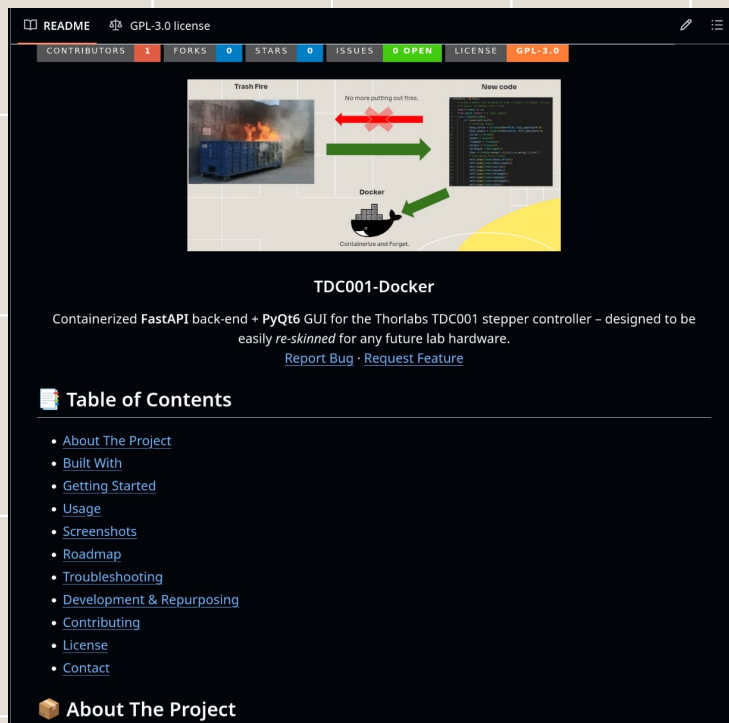 README
GPL-3.0 license
CONTRIBUTORS 1 FORKS 0 STARS 0 ISSUES 0 OPEN LICENSE GPL-3.0
Trash Fire
No more putting out fires.
New code
Docker
Containerize and Forget.
TDC001-Docker
Containerized FastAPI back-end + PyQt6 GUI for the Thorlabs TDC001 stepper controller – designed to be
easily re-skinned for any future lab hardware.
Report Bug · Request Feature
Table of Contents
• About The Project
• Built With
• Getting Started
• Usage
• Screenshots
• Roadmap
• Troubleshooting
• Development & Repurposing
• Contributing
• License
• Contact
About The Project